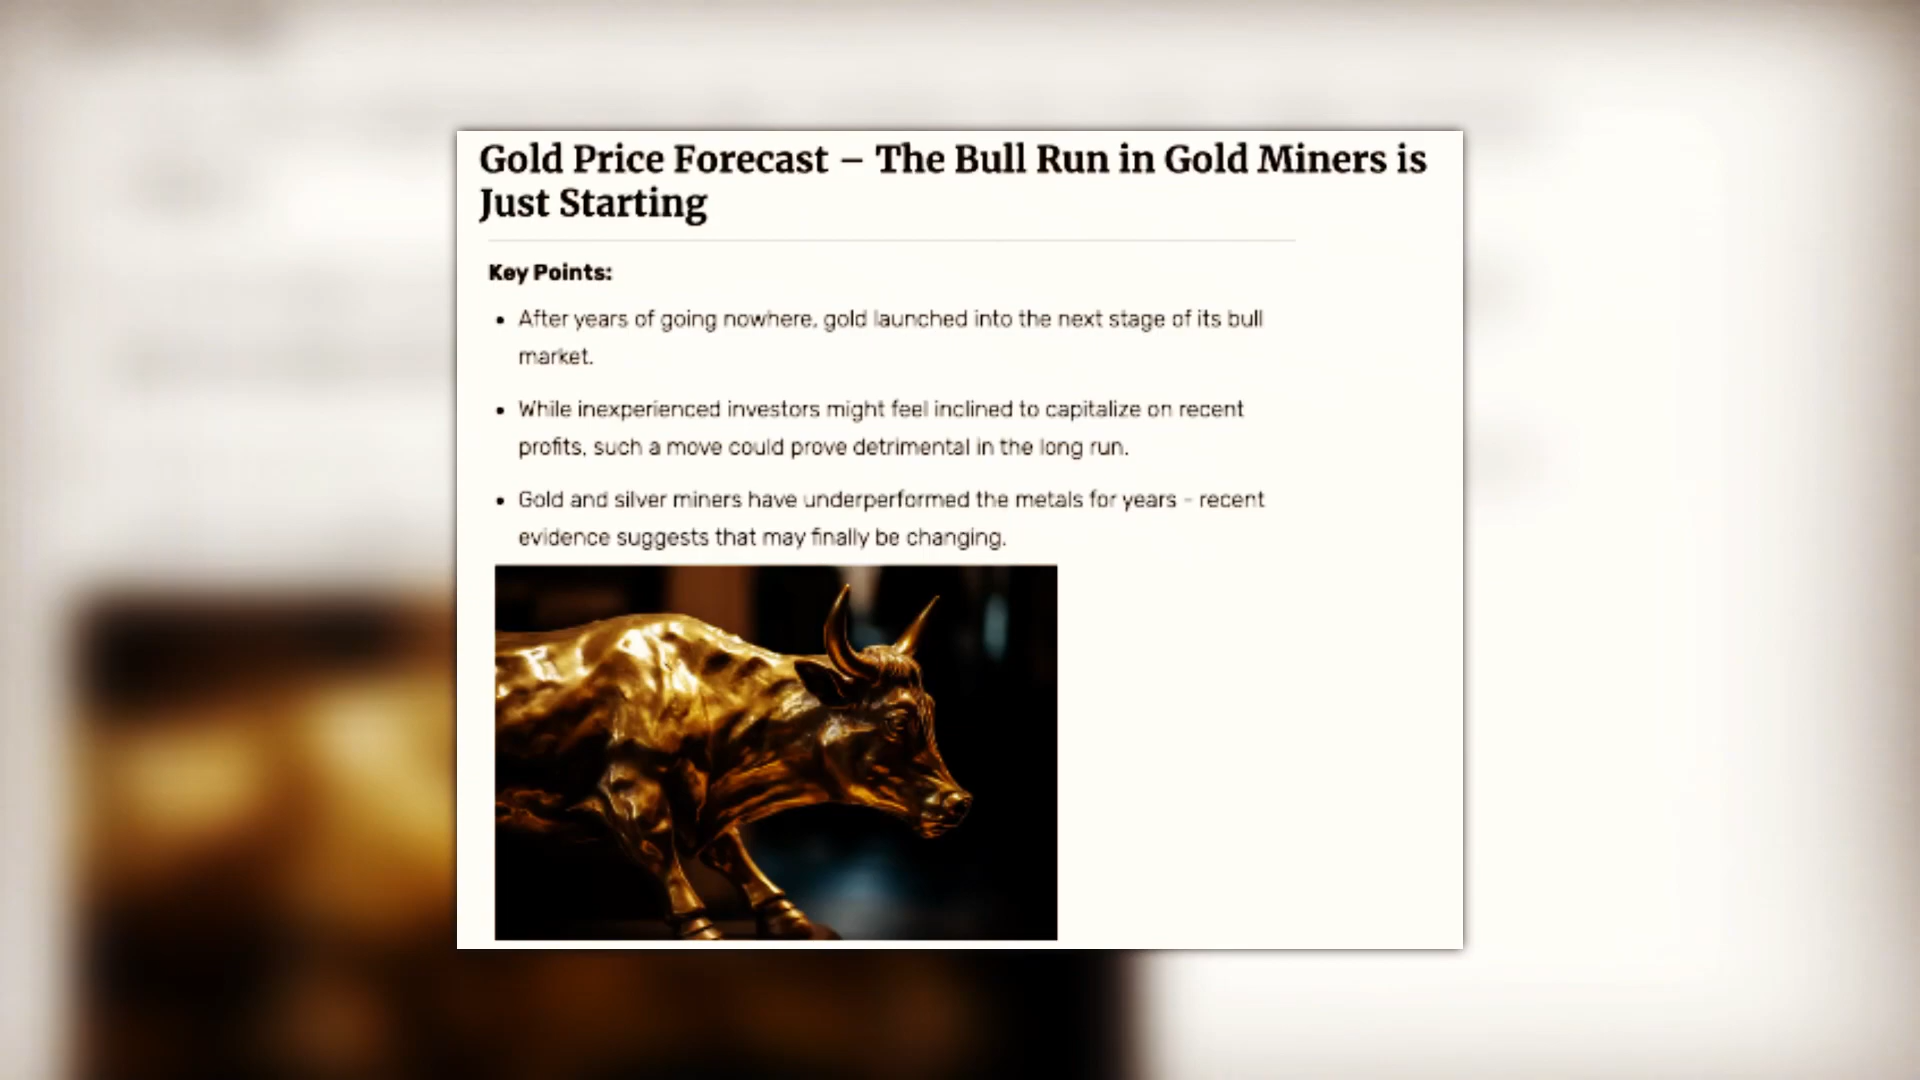 Gold Price Forecast – The Bull Run in Gold Miners is
Just Starting
Key Points:
• After years of going nowhere, gold launched into the next stage of its bull
market.
• While inexperienced investors might feel inclined to capitalize on recent
profits, such a move could prove detrimental in the long run.
• Gold and silver miners have underperformed the metals for years - recent
evidence suggests that may finally be changing.